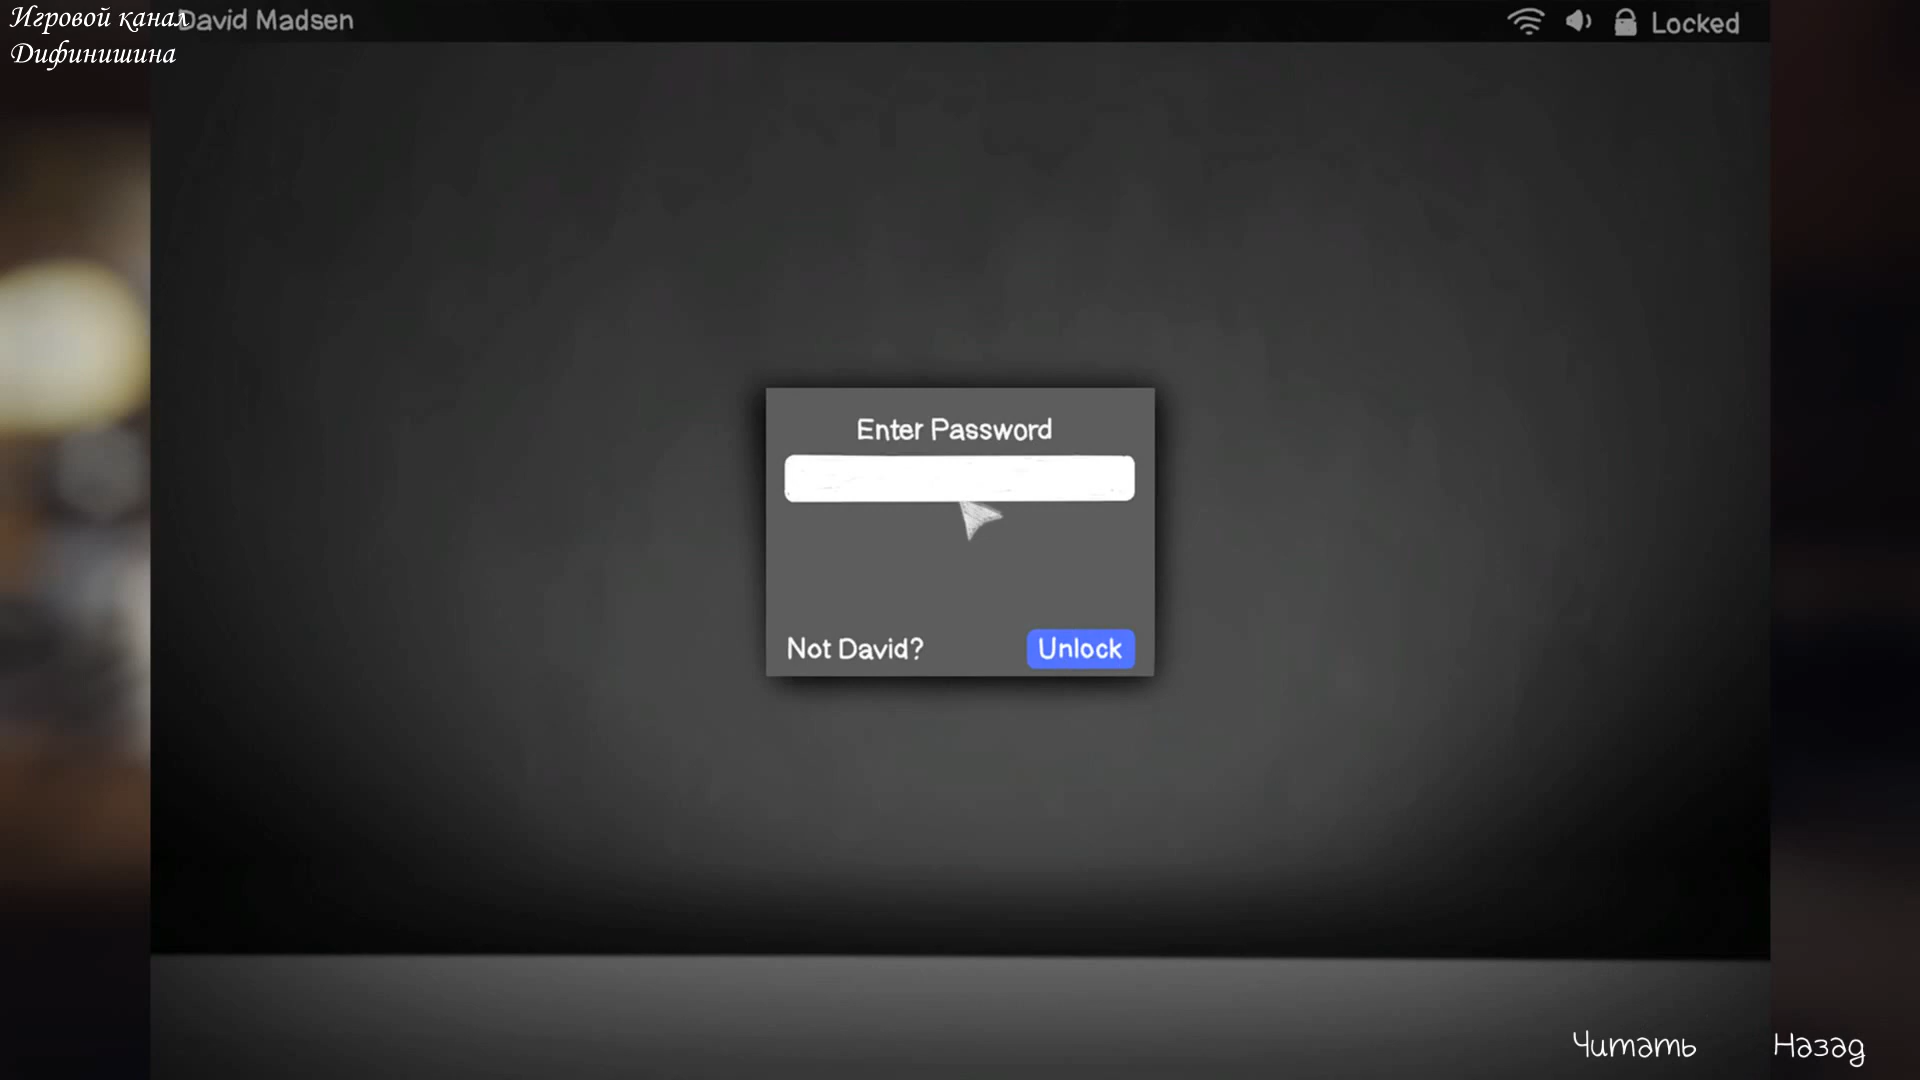 Игровой канал
Дифинишина
David Madsen
Locked
Enter Password
Not David?
Unlock
Читать
Назад